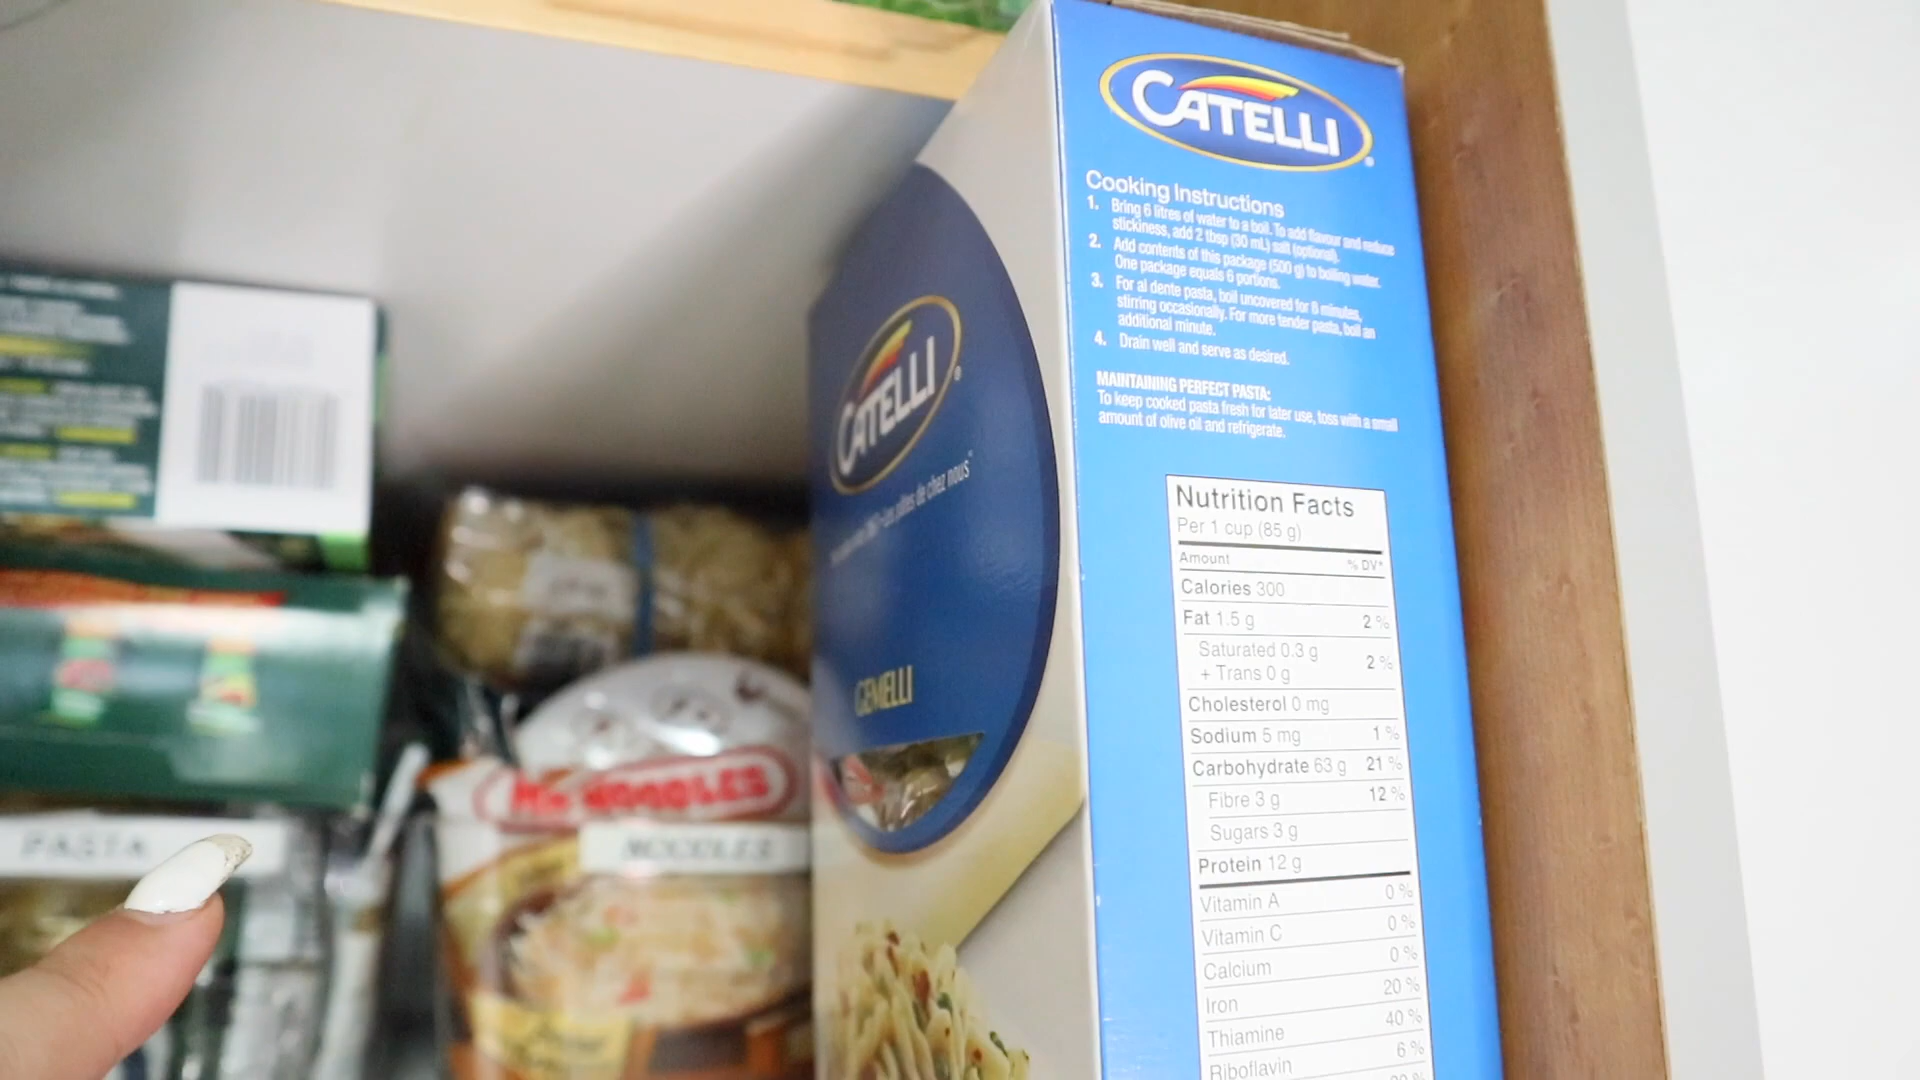 CATELLI
Cooking Instructions
1. Bring 6 litres of water to a boil. To add flavour and reduce
stickiness, add 2 tbsp (30 mL) salt (optional).
2. Add contents of this package (500 g) to boiling water.
One package equals 6 portions.
3. For al dente pasta, boil uncovered for 8 minutes,
stirring occasionally. For more tender pasta, boil an
additional minute.
4. Drain well and serve as desired.
MAINTAINING PERFECT PASTA:
To keep cooked pasta fresh for later use, toss with a small
amount of olive oil and refrigerate.
Nutrition Facts
Per 1 cup (85 g)
Amount % DV*
Calories 300
Fat 1.5 g 2 %
Saturated 0.3 g 2 %
+ Trans 0 g
Cholesterol 0 mg
Sodium 5 mg 1 %
Carbohydrate 63 g 21 %
Fibre 3 g 12 %
Sugars 3 g
Protein 12 g
Vitamin A 0 %
Vitamin C 0 %
Calcium 0 %
Iron 20 %
Thiamine 40 %
Riboflavin 6 %
CATELLI
pâtes de chez nous
GEMELLI
MR. NOODLES
NOODLES
PASTA